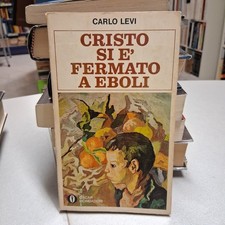 CARLO LEVI
CRISTO
SI E'
FERMATO
A EBOLI